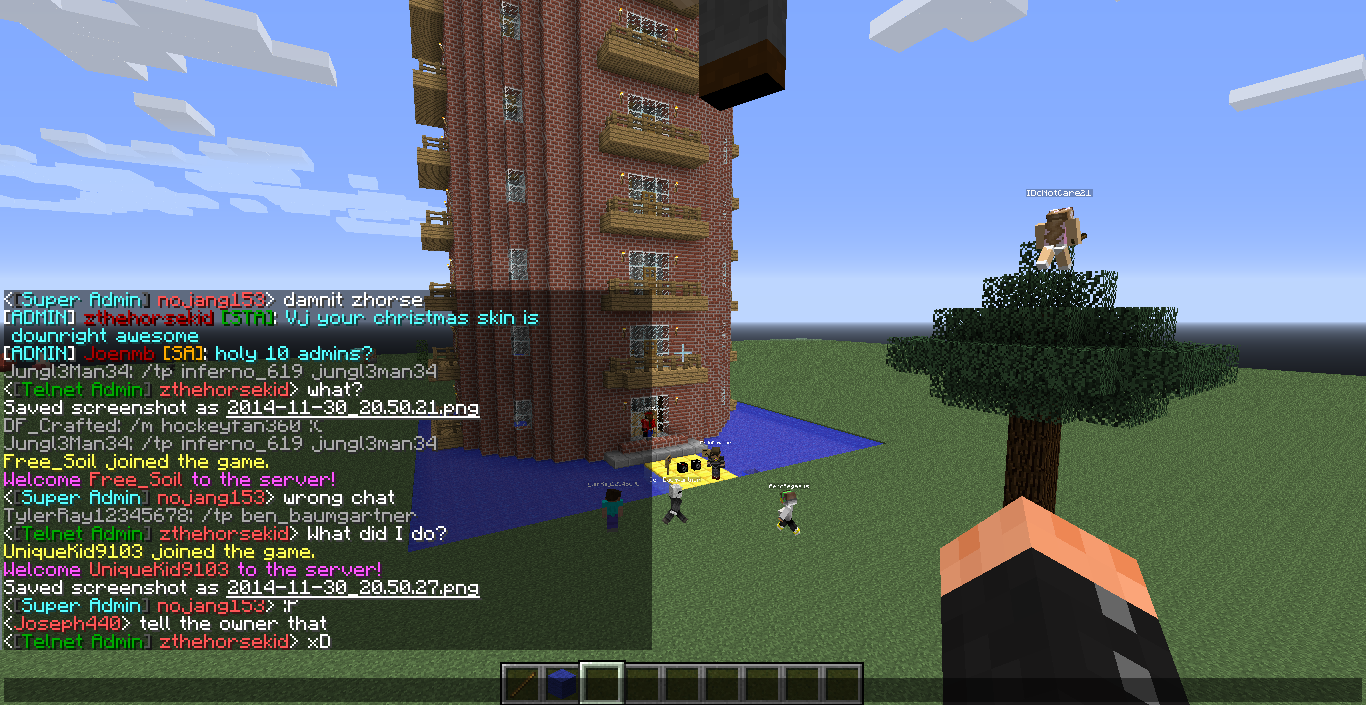 IDoNotCare21
<[Super Admin] nojang153> damnit zhorse
[ADMIN] zthehorsekid [STA]: Vj your christmas skin is
downright awesome
[ADMIN] Joenmb [SA]: holy 10 admins?
Jungl3Man34: /tp inferno_619 jungl3man34
<[Telnet Admin] zthehorsekid> what?
Saved screenshot as 2014-11-30_20.50.21.png
DF_Crafted: /m hockeyfan360 :(
Jungl3Man34: /tp inferno_619 jungl3man34
Free_Soil joined the game.
Welcome Free_Soil to the server!
<[Super Admin] nojang153> wrong chat
TylerRay12345678: /tp ben_baumgartner
<[Telnet Admin] zthehorsekid> What did I do?
UniqueKid9103 joined the game.
Welcome UniqueKid9103 to the server!
Saved screenshot as 2014-11-30_20.50.27.png
<[Super Admin] nojang153> :P
<Joseph440> tell the owner that
<[Telnet Admin] zthehorsekid> xD